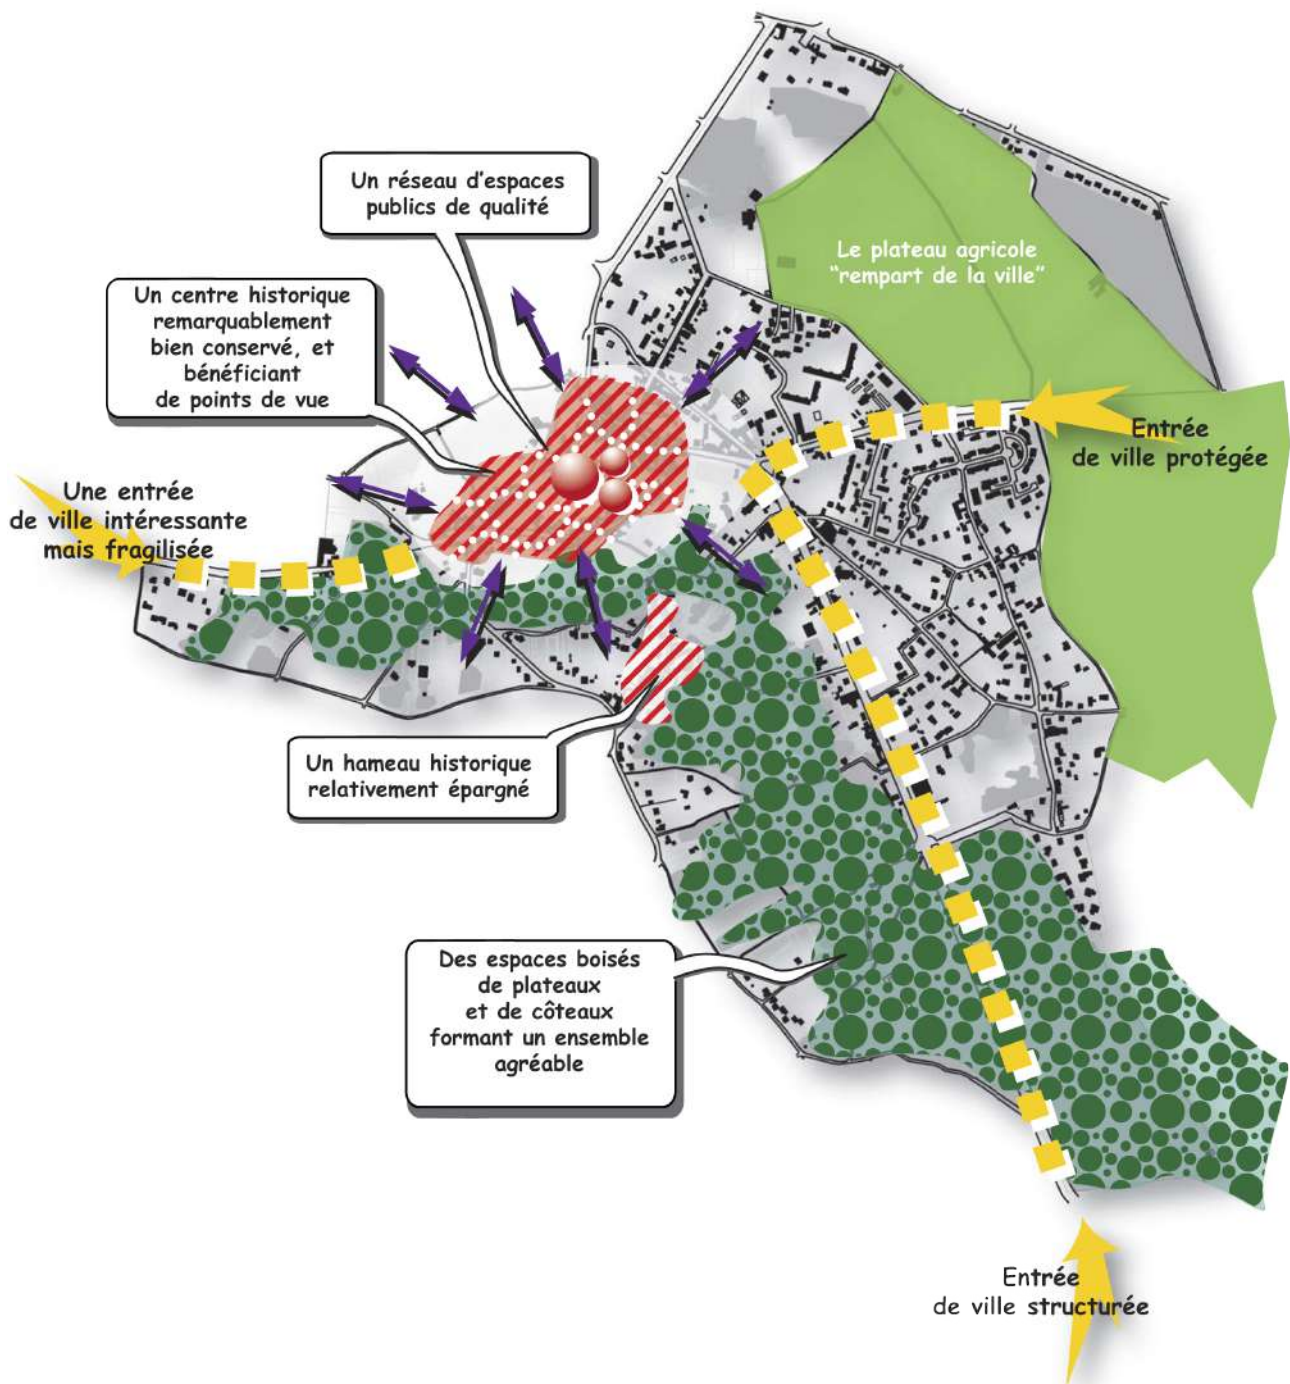 Un réseau d'espaces
publics de qualité
Le plateau agricole
"rempart de la ville"
Un centre historique
remarquablement
bien conservé, et
bénéficiant
de points de vue
Entrée
de ville protégée
Une entrée
de ville intéressante
mais fragilisée
Un hameau historique
relativement épargné
Des espaces boisés
de plateaux
et de côteaux
formant un ensemble
agréable
Entrée
de ville structurée